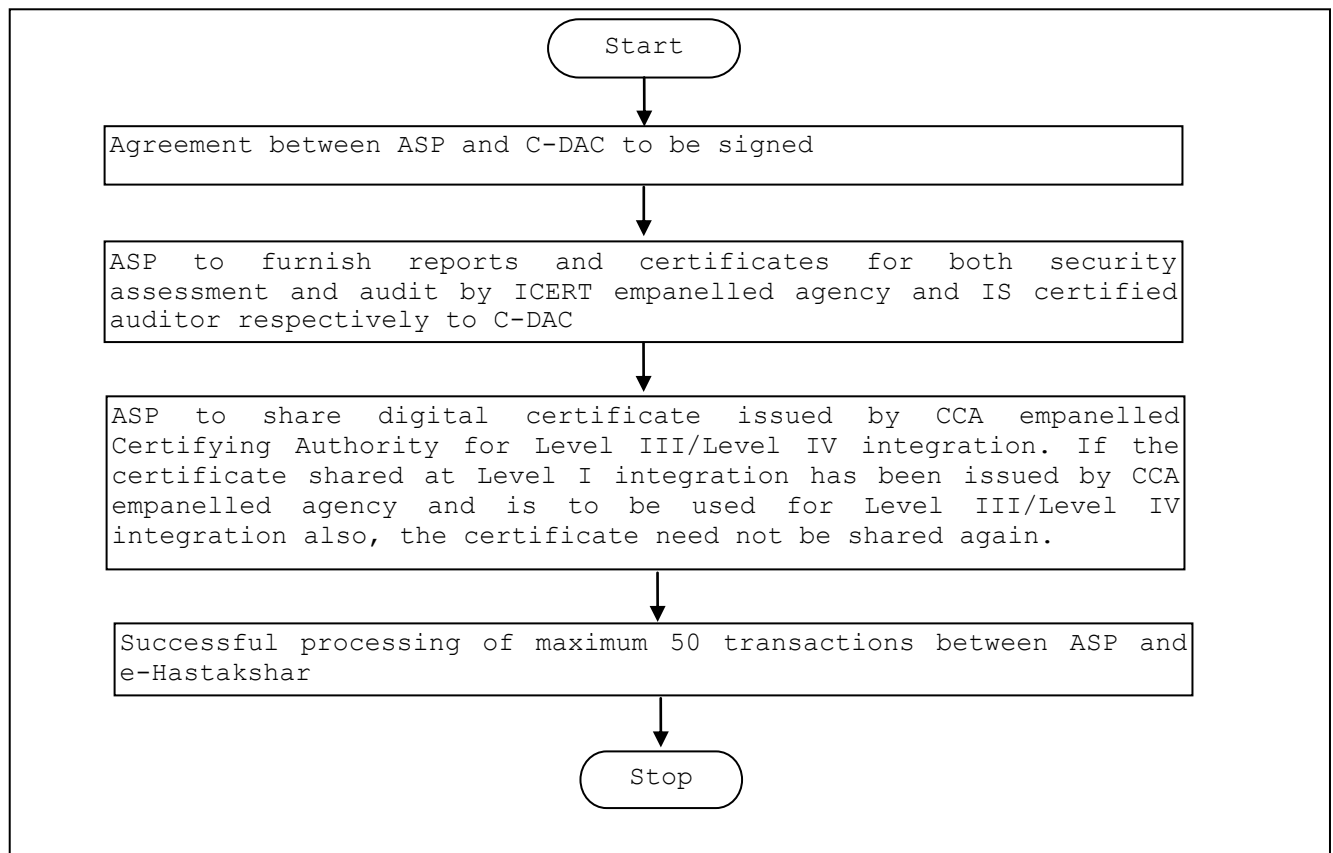 Start
Agreement between ASP and C-DAC to be signed
ASP to furnish reports and certificates for both security
assessment and audit by ICERT empanelled agency and IS certified
auditor respectively to C-DAC
ASP to share digital certificate issued by CCA empanelled
Certifying Authority for Level III/Level IV integration. If the
certificate shared at Level I integration has been issued by CCA
empanelled agency and is to be used for Level III/Level IV
integration also, the certificate need not be shared again.
Successful processing of maximum 50 transactions between ASP and
e-Hastakshar
Stop